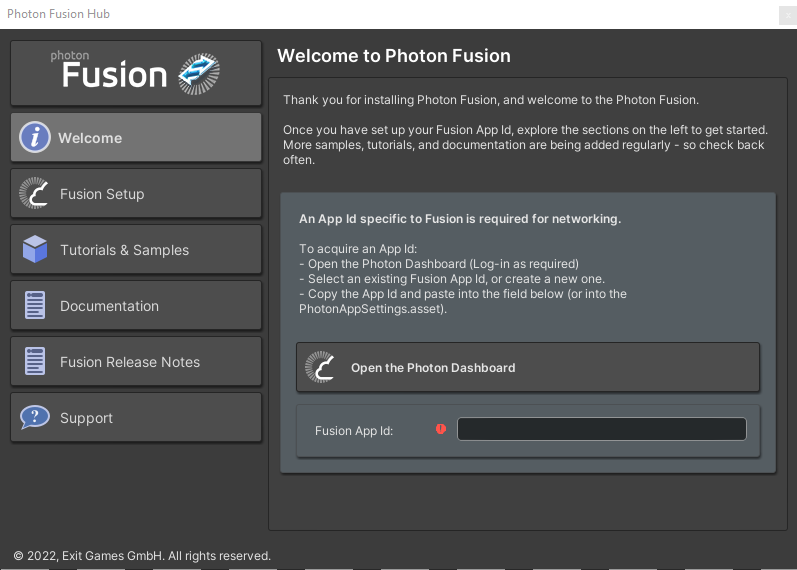 Photon Fusion Hub
photon
Fusion
Welcome
Fusion Setup
Tutorials & Samples
Documentation
Fusion Release Notes
Support
Welcome to Photon Fusion
Thank you for installing Photon Fusion, and welcome to the Photon Fusion.
Once you have set up your Fusion App Id, explore the sections on the left to get started.
More samples, tutorials, and documentation are being added regularly - so check back
often.
An App Id specific to Fusion is required for networking.
To acquire an App Id:
- Open the Photon Dashboard (Log-in as required)
- Select an existing Fusion App Id, or create a new one.
- Copy the App Id and paste into the field below (or into the
PhotonAppSettings.asset).
Open the Photon Dashboard
Fusion App Id:
© 2022, Exit Games GmbH. All rights reserved.